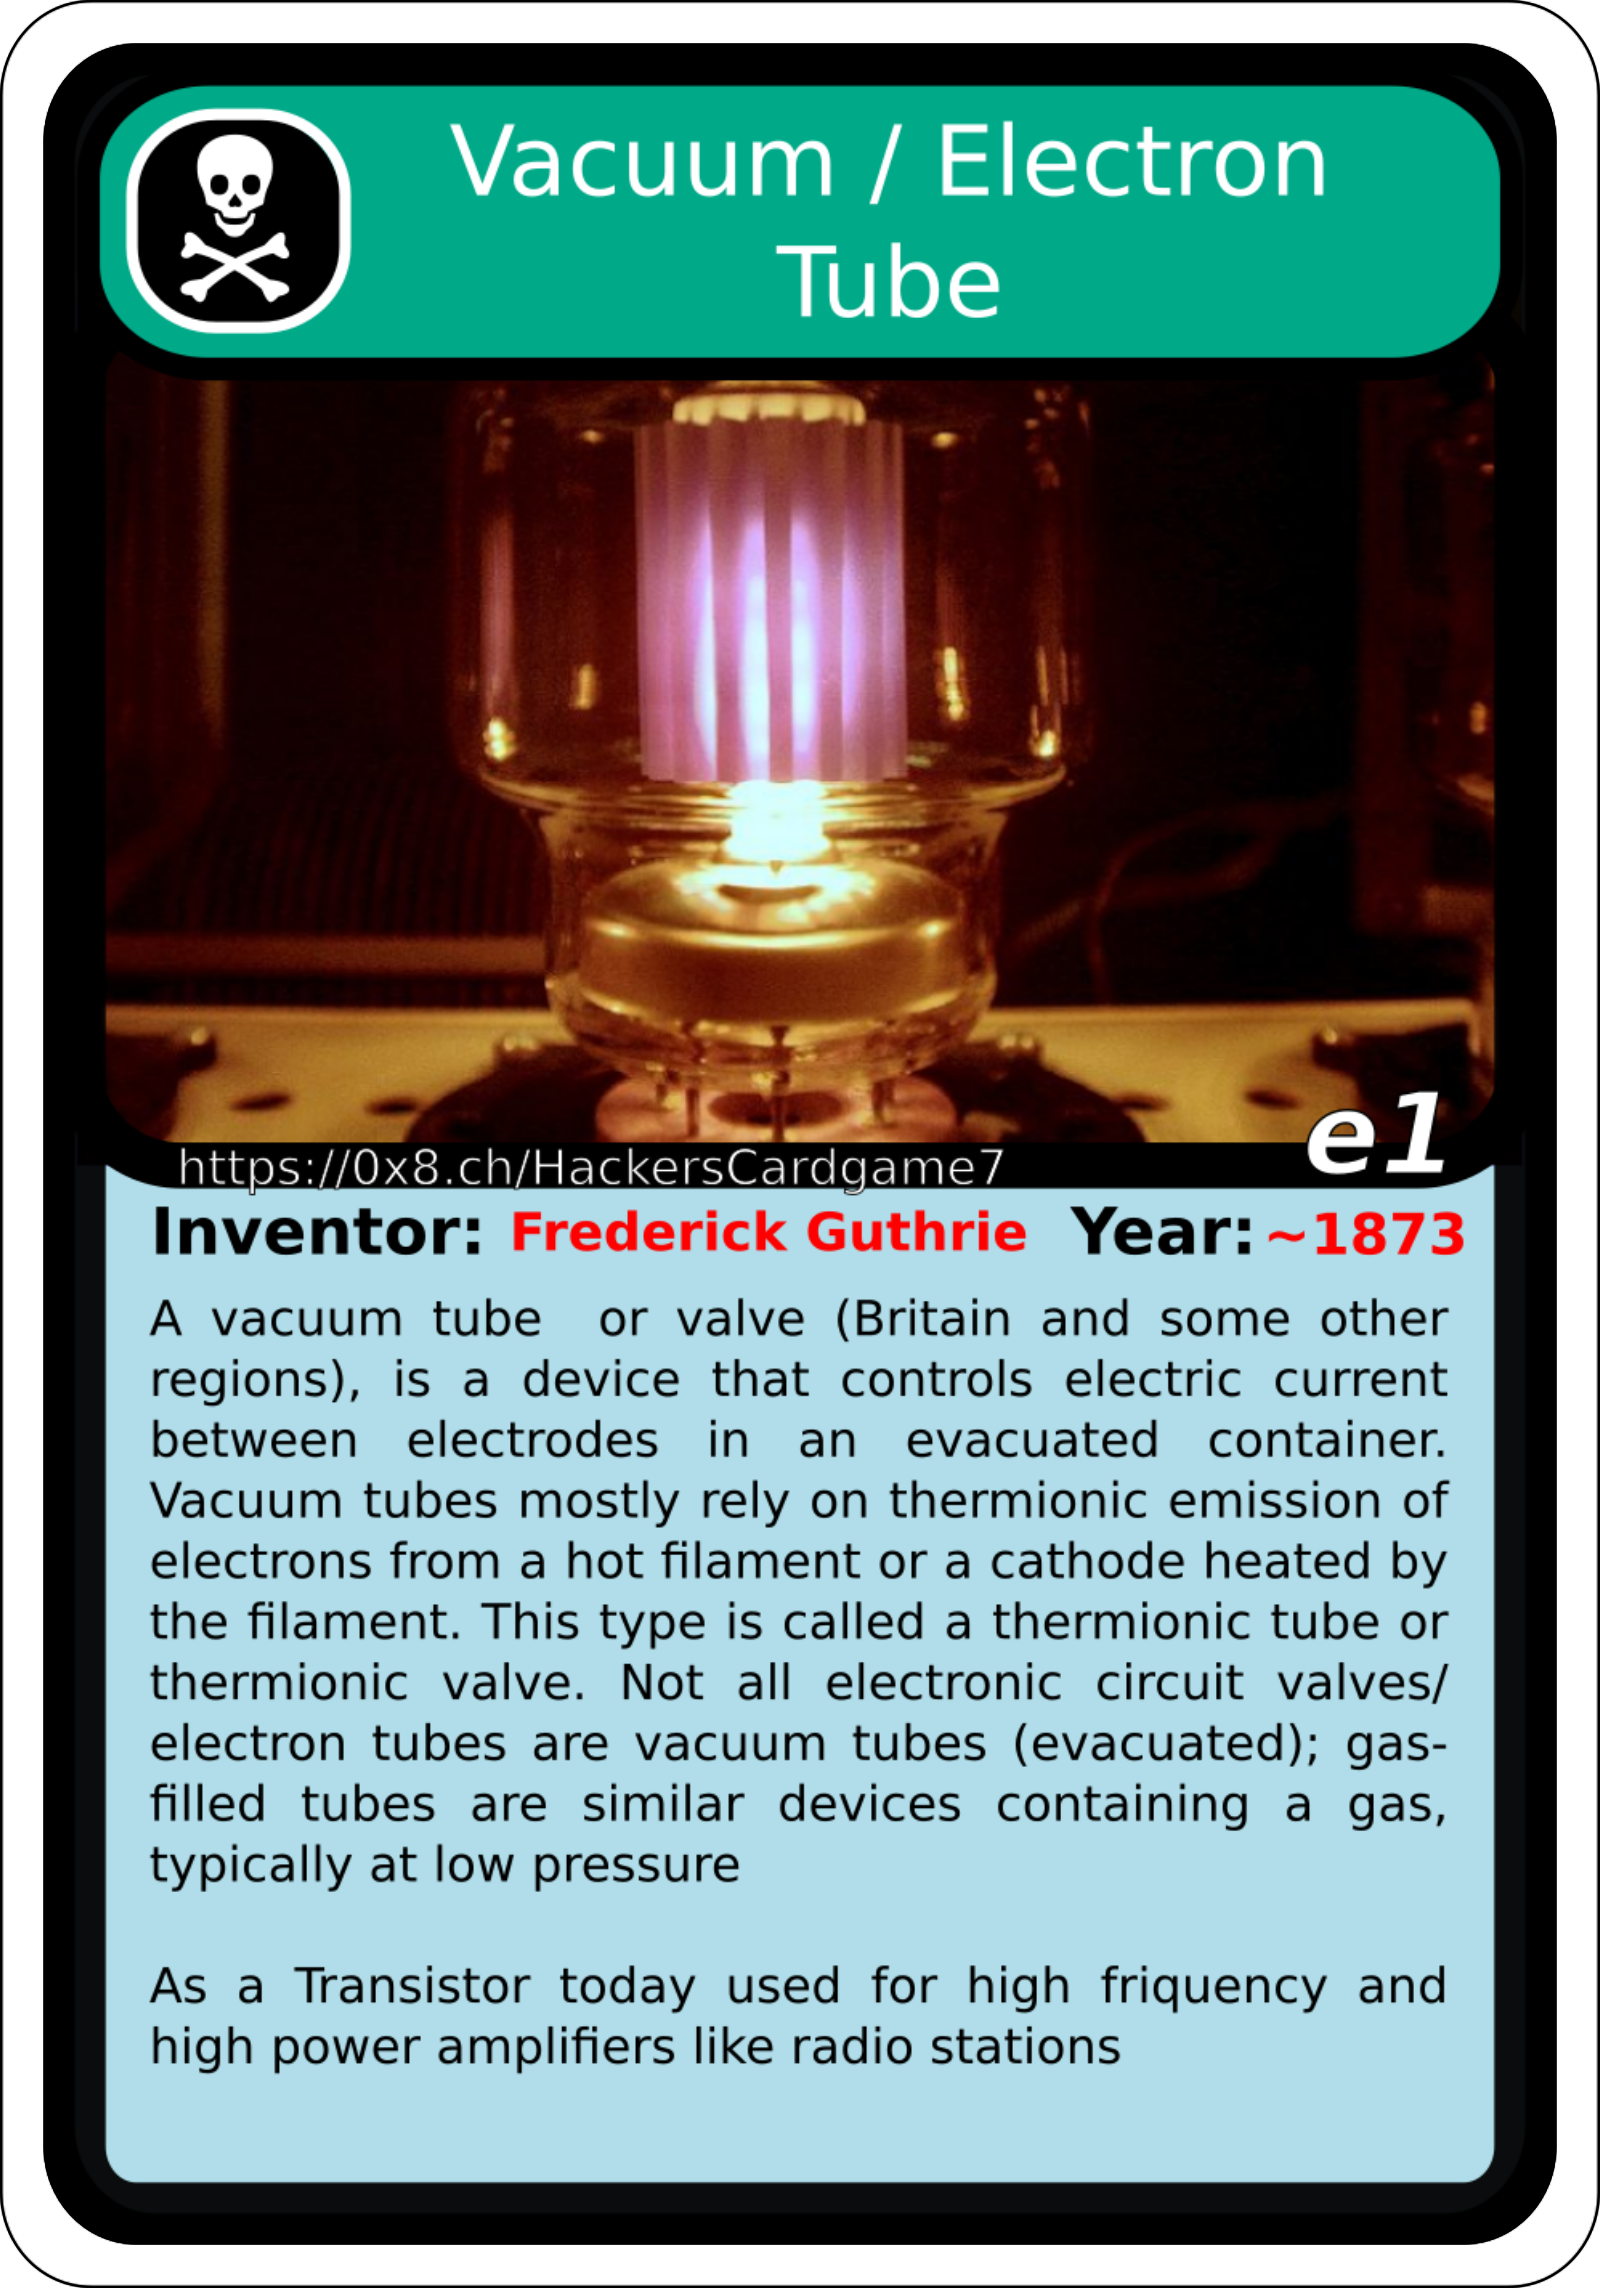 Vacuum / Electron
Tube
e1
https://0x8.ch/HackersCardgame7
Inventor: Frederick Guthrie Year: ~1873
A vacuum tube or valve (Britain and some other
regions), is a device that controls electric current
between electrodes in an evacuated container.
Vacuum tubes mostly rely on thermionic emission of
electrons from a hot filament or a cathode heated by
the filament. This type is called a thermionic tube or
thermionic valve. Not all electronic circuit valves/
electron tubes are vacuum tubes (evacuated); gas-
filled tubes are similar devices containing a gas,
typically at low pressure
As a Transistor today used for high friquency and
high power amplifiers like radio stations